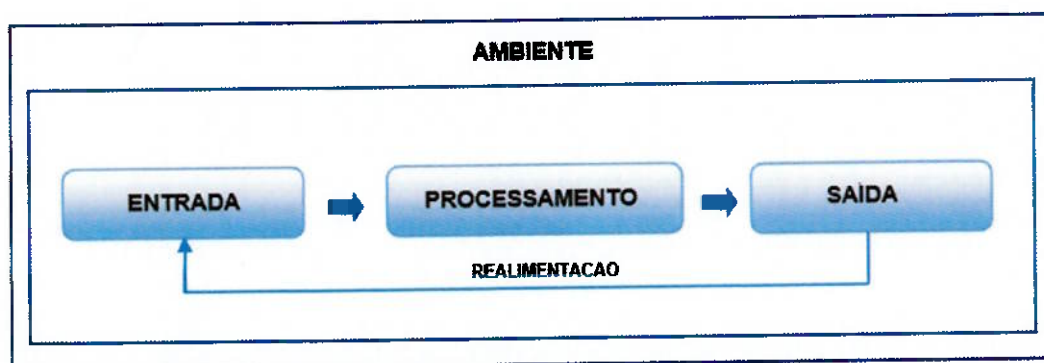 AMBIENTE
ENTRADA
PROCESSAMENTO
SAÍDA
REALIMENTACAO